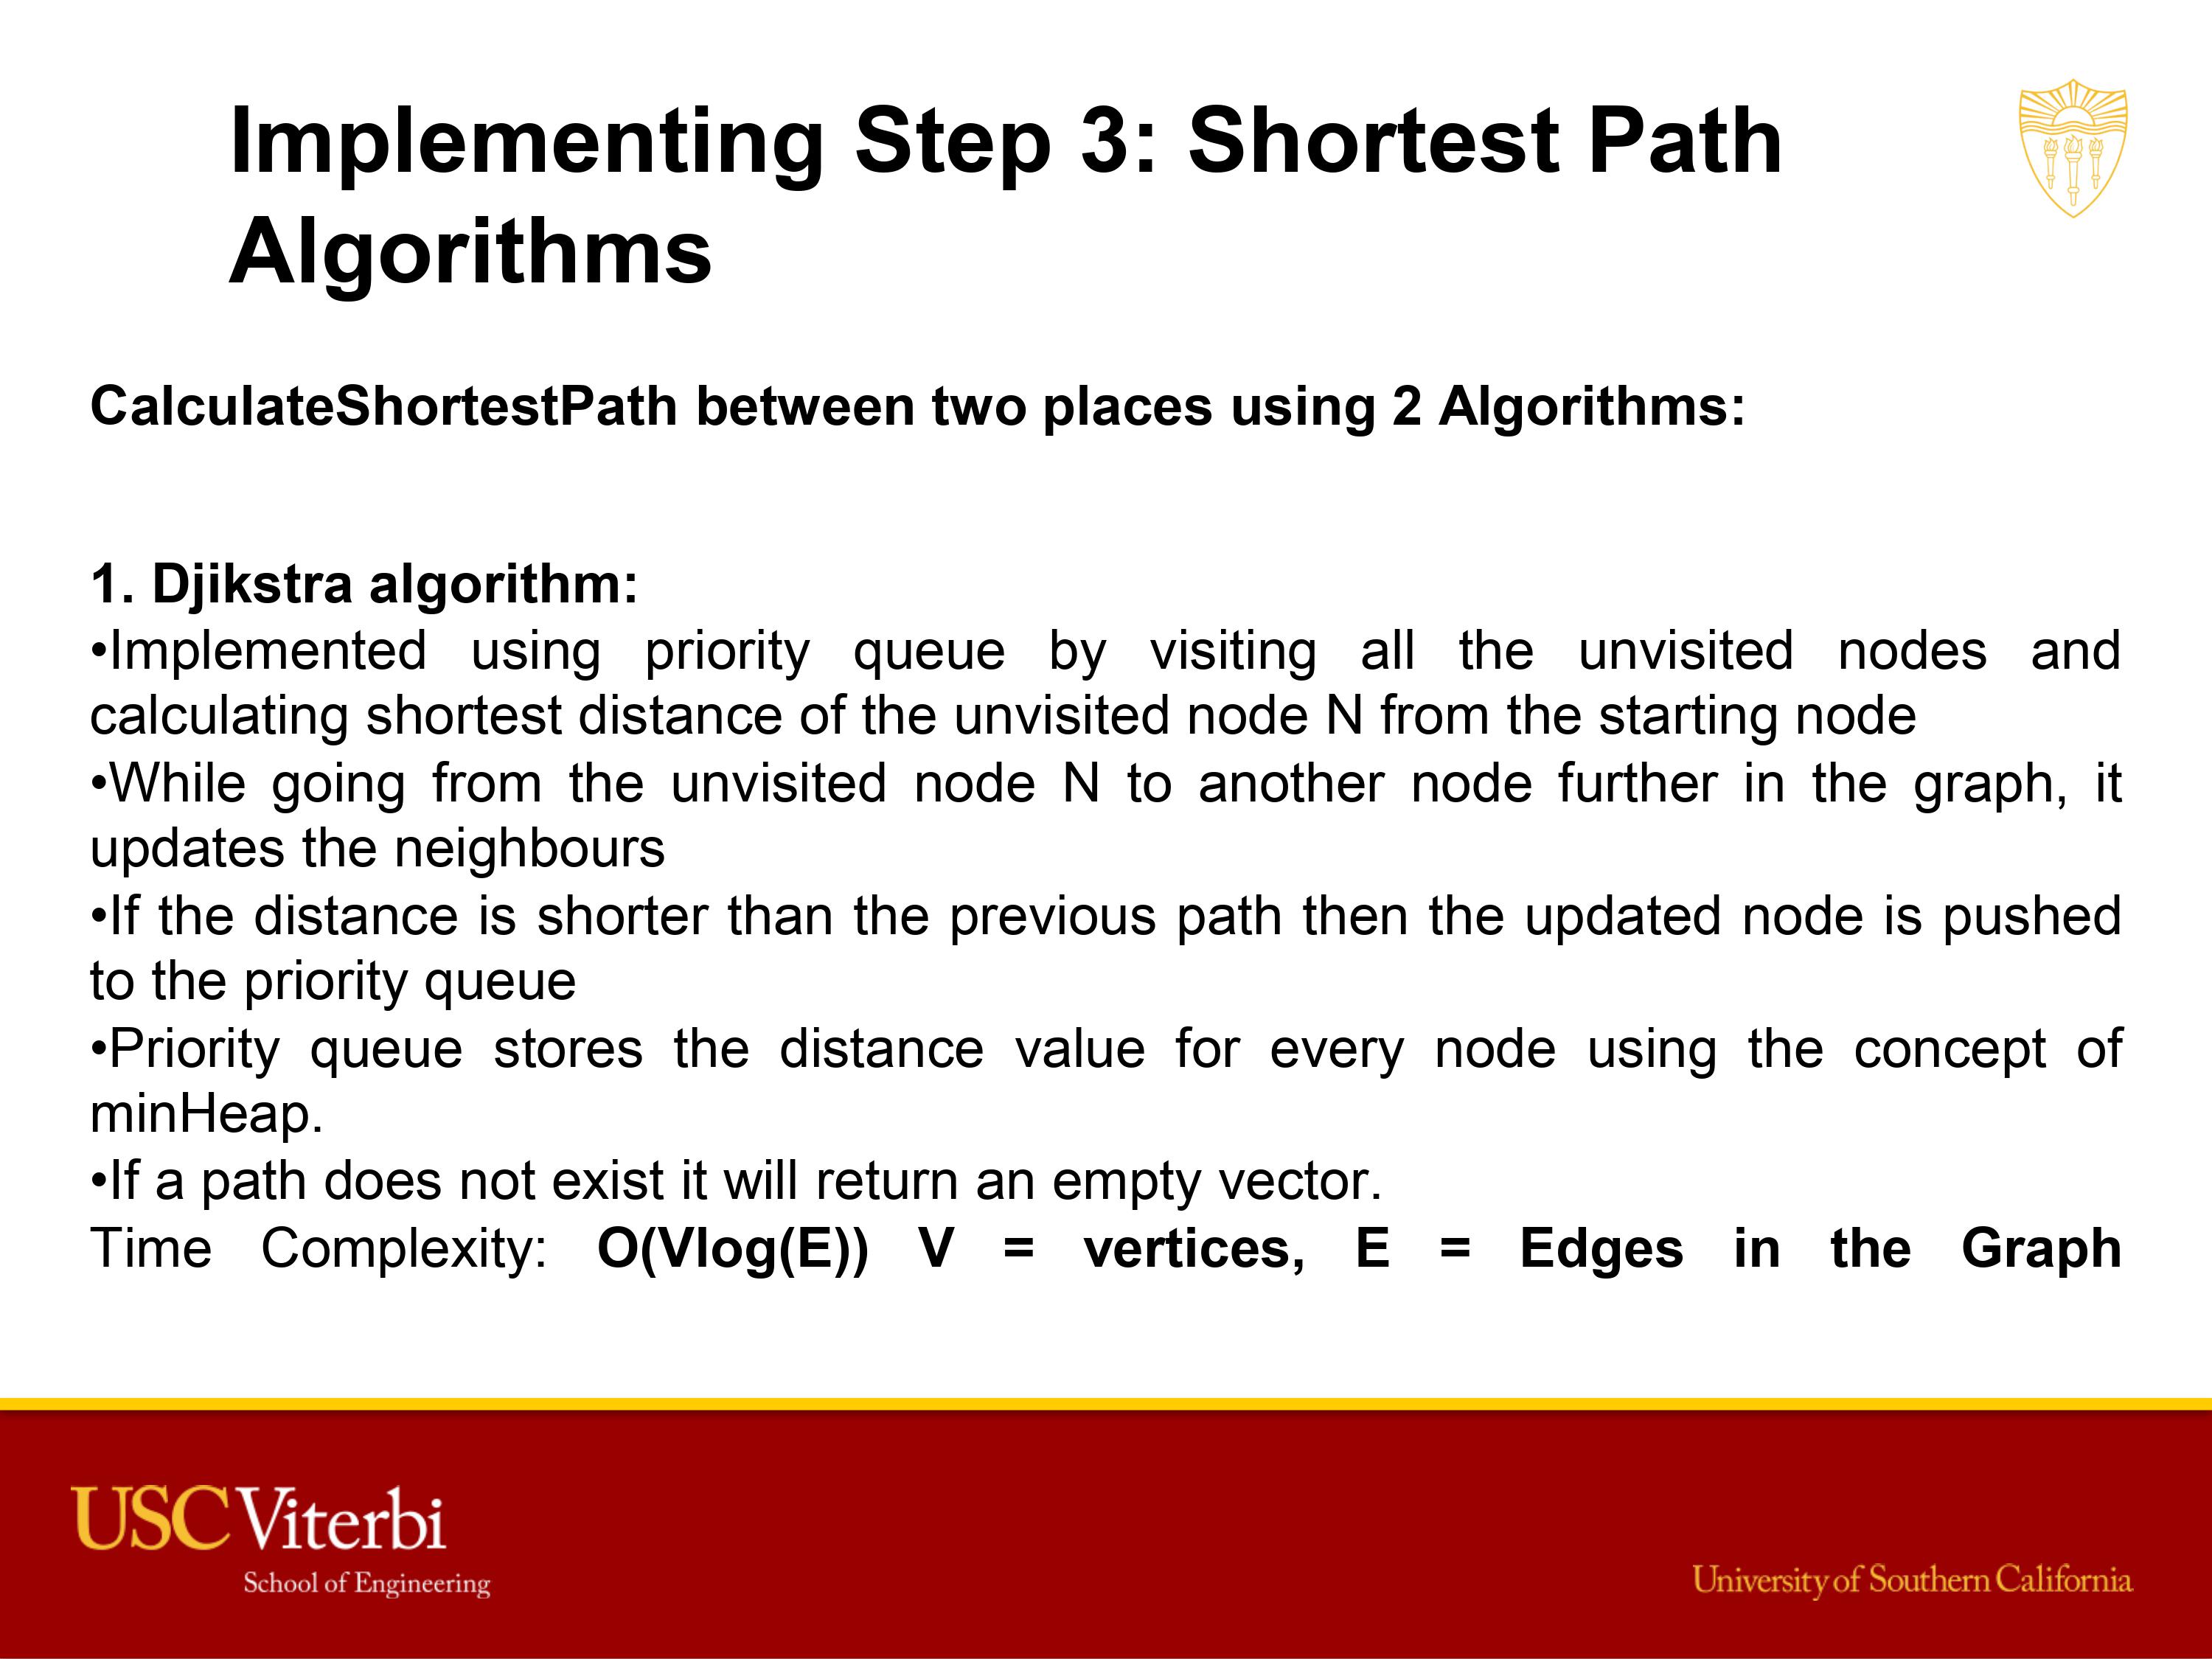 Implementing Step 3: Shortest Path
Algorithms
CalculateShortestPath between two places using 2 Algorithms:
1. Djikstra algorithm:
•Implemented using priority queue by visiting all the unvisited nodes and
calculating shortest distance of the unvisited node N from the starting node
•While going from the unvisited node N to another node further in the graph, it
updates the neighbours
•If the distance is shorter than the previous path then the updated node is pushed
to the priority queue
•Priority queue stores the distance value for every node using the concept of
minHeap.
•If a path does not exist it will return an empty vector.
Time Complexity: O(Vlog(E)) V = vertices, E = Edges in the Graph
USC Viterbi
School of Engineering
University of Southern California